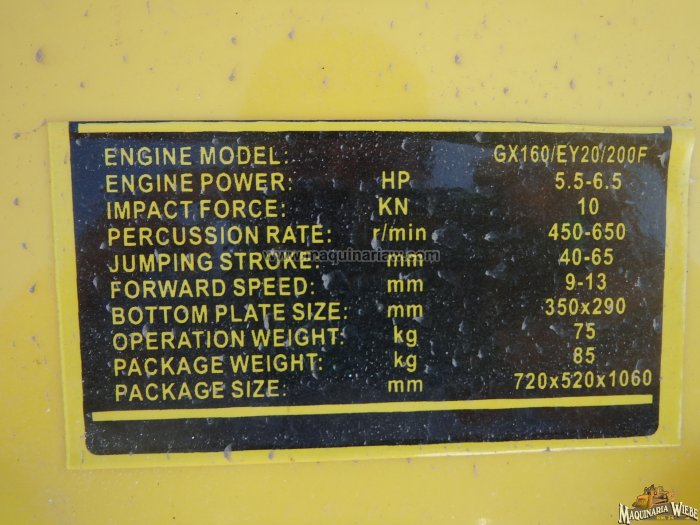 ENGINE MODEL: GX160/EY20/200F
ENGINE POWER: HP 5.5-6.5
IMPACT FORCE: KN 10
PERCUSSION RATE: r/min 450-650
JUMPING STROKE: mm 40-65
FORWARD SPEED: mm 9-13
BOTTOM PLATE SIZE: mm 350x290
OPERATION WEIGHT: kg 75
PACKAGE WEIGHT: kg 85
PACKAGE SIZE: mm 720x520x1060
MAQUINARIA WIEBE